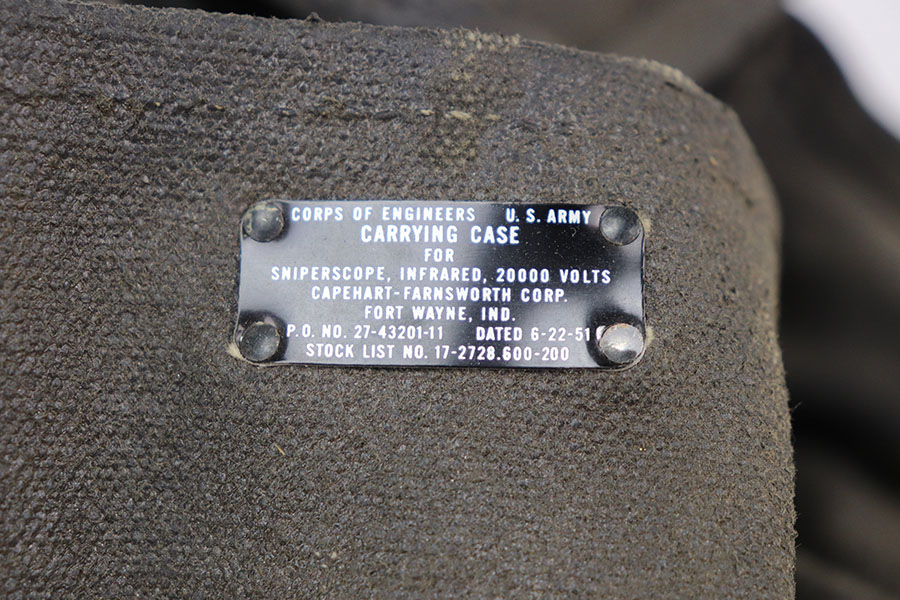 CORPS OF ENGINEERS U. S. ARMY
CARRYING CASE
FOR
SNIPERSCOPE, INFRARED, 20000 VOLTS
CAPEHART-FARNSWORTH CORP.
FORT WAYNE, IND.
P.O. NO. 27-43201-11 DATED 6-22-51
STOCK LIST NO. 17-2728.600-200